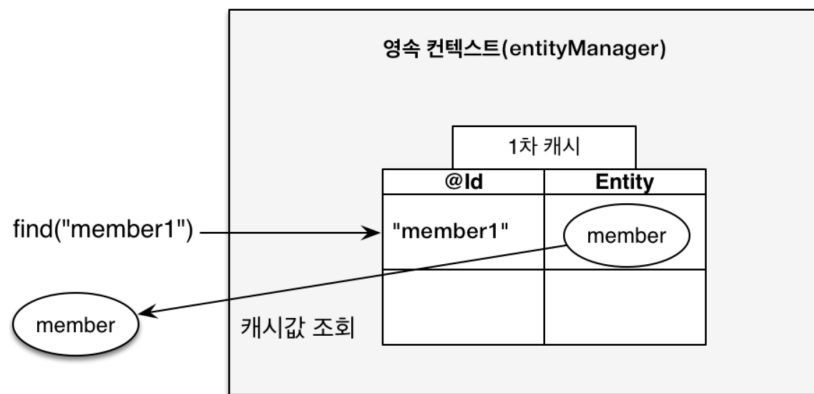 영속 컨텍스트(entityManager)
1차 캐시
@Id Entity
find("member1") "member1" member
member
캐시값 조회